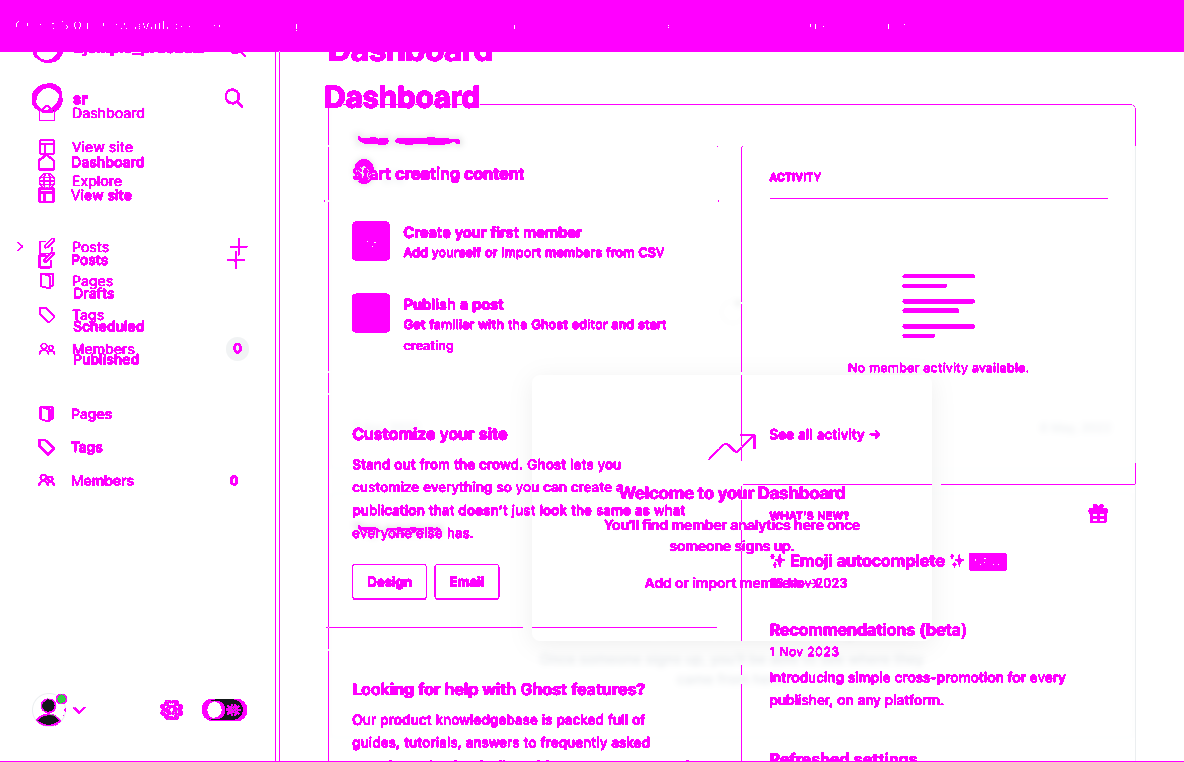 Dashboard
sr
Dashboard
View site
Dashboard
Explore
View site
Posts
Posts
Pages
Drafts
Tags
Scheduled
Members 0
Published
Pages
Tags
Members 0
Dashboard
Start creating content
Create your first member
Add yourself or import members from CSV
Publish a post
Get familiar with the Ghost editor and start
creating
Customize your site
Stand out from the crowd. Ghost lets you
customize everything so you can create a
publication that doesn't just look the same as what
everyone else has.
Design Email
Looking for help with Ghost features?
Our product knowledgebase is packed full of
guides, tutorials, answers to frequently asked
Welcome to your Dashboard
You'll find member analytics here once
someone signs up.
Add or import members
ACTIVITY
No member activity available.
See all activity →
WHAT'S NEW?
✨ Emoji autocomplete ✨
Nov 2023
Recommendations (beta)
1 Nov 2023
Introducing simple cross-promotion for every
publisher, on any platform.
Refreshed settings